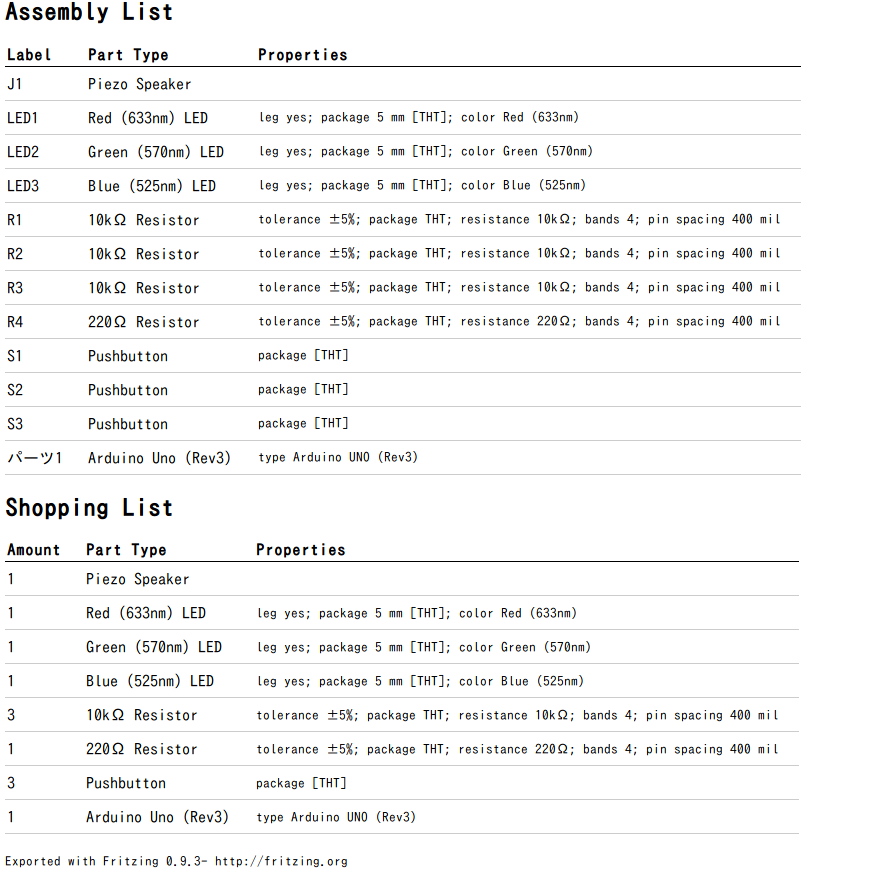 Assembly List
Label Part Type Properties
J1 Piezo Speaker
LED1 Red (633nm) LED leg yes; package 5 mm [THT]; color Red (633nm)
LED2 Green (570nm) LED leg yes; package 5 mm [THT]; color Green (570nm)
LED3 Blue (525nm) LED leg yes; package 5 mm [THT]; color Blue (525nm)
R1 10kΩ Resistor tolerance ±5%; package THT; resistance 10kΩ; bands 4; pin spacing 400 mil
R2 10kΩ Resistor tolerance ±5%; package THT; resistance 10kΩ; bands 4; pin spacing 400 mil
R3 10kΩ Resistor tolerance ±5%; package THT; resistance 10kΩ; bands 4; pin spacing 400 mil
R4 220Ω Resistor tolerance ±5%; package THT; resistance 220Ω; bands 4; pin spacing 400 mil
S1 Pushbutton package [THT]
S2 Pushbutton package [THT]
S3 Pushbutton package [THT]
パーツ1 Arduino Uno (Rev3) type Arduino UNO (Rev3)
Shopping List
Amount Part Type Properties
1 Piezo Speaker
1 Red (633nm) LED leg yes; package 5 mm [THT]; color Red (633nm)
1 Green (570nm) LED leg yes; package 5 mm [THT]; color Green (570nm)
1 Blue (525nm) LED leg yes; package 5 mm [THT]; color Blue (525nm)
3 10kΩ Resistor tolerance ±5%; package THT; resistance 10kΩ; bands 4; pin spacing 400 mil
1 220Ω Resistor tolerance ±5%; package THT; resistance 220Ω; bands 4; pin spacing 400 mil
3 Pushbutton package [THT]
1 Arduino Uno (Rev3) type Arduino UNO (Rev3)
Exported with Fritzing 0.9.3- http://fritzing.org